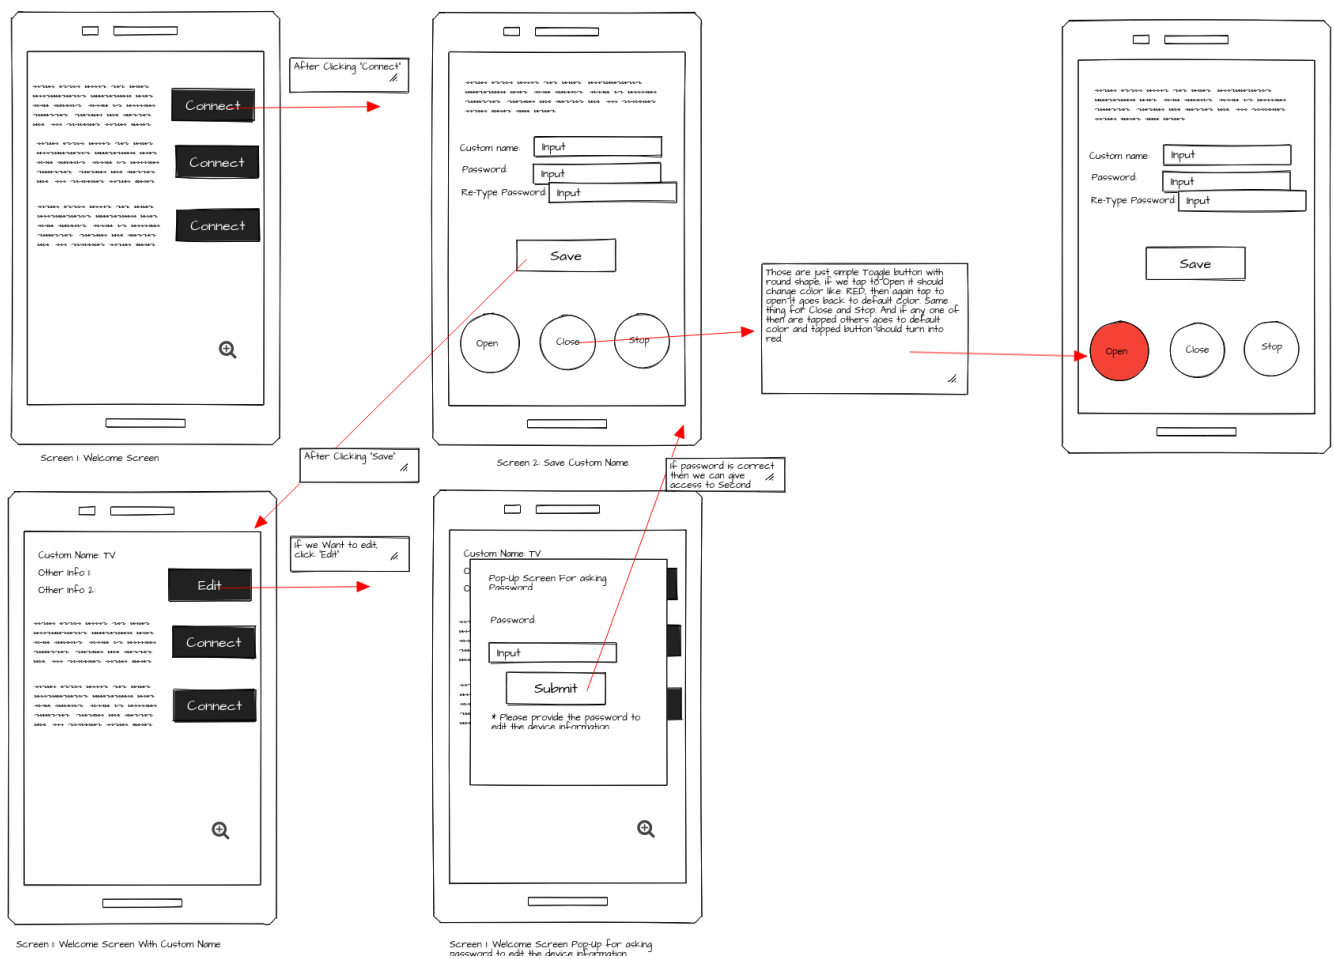 Connect
Connect
Connect
Screen 1: Welcome Screen
After Clicking "Connect"
Custom name:
Input
Password:
Input
Re-Type Password:
Input
Save
Open
Close
Stop
Screen 2: Save Custom Name
Those are just simple Toggle button with
round shape, if we tap to Open it should
change color like: RED, then again tap to
open it goes back to default color. Same
thing for Close and Stop. And if any one of
then are tapped others goes to default
color and tapped button should turn into
red
Custom name:
Input
Password:
Input
Re-Type Password:
Input
Save
Open
Close
Stop
After Clicking "Save"
Custom Name: TV
Other Info 1:
Other Info 2:
Edit
Connect
Connect
Screen 1: Welcome Screen With Custom Name
If we Want to edit,
click "Edit"
if password is correct
then we can give
access to Second
Custom Name: TV
O
O
Pop-Up Screen For asking
Password
Password:
Input
Submit
* Please provide the password to
edit the device information
Screen 1: Welcome Screen Pop-Up for asking
password to edit the device information